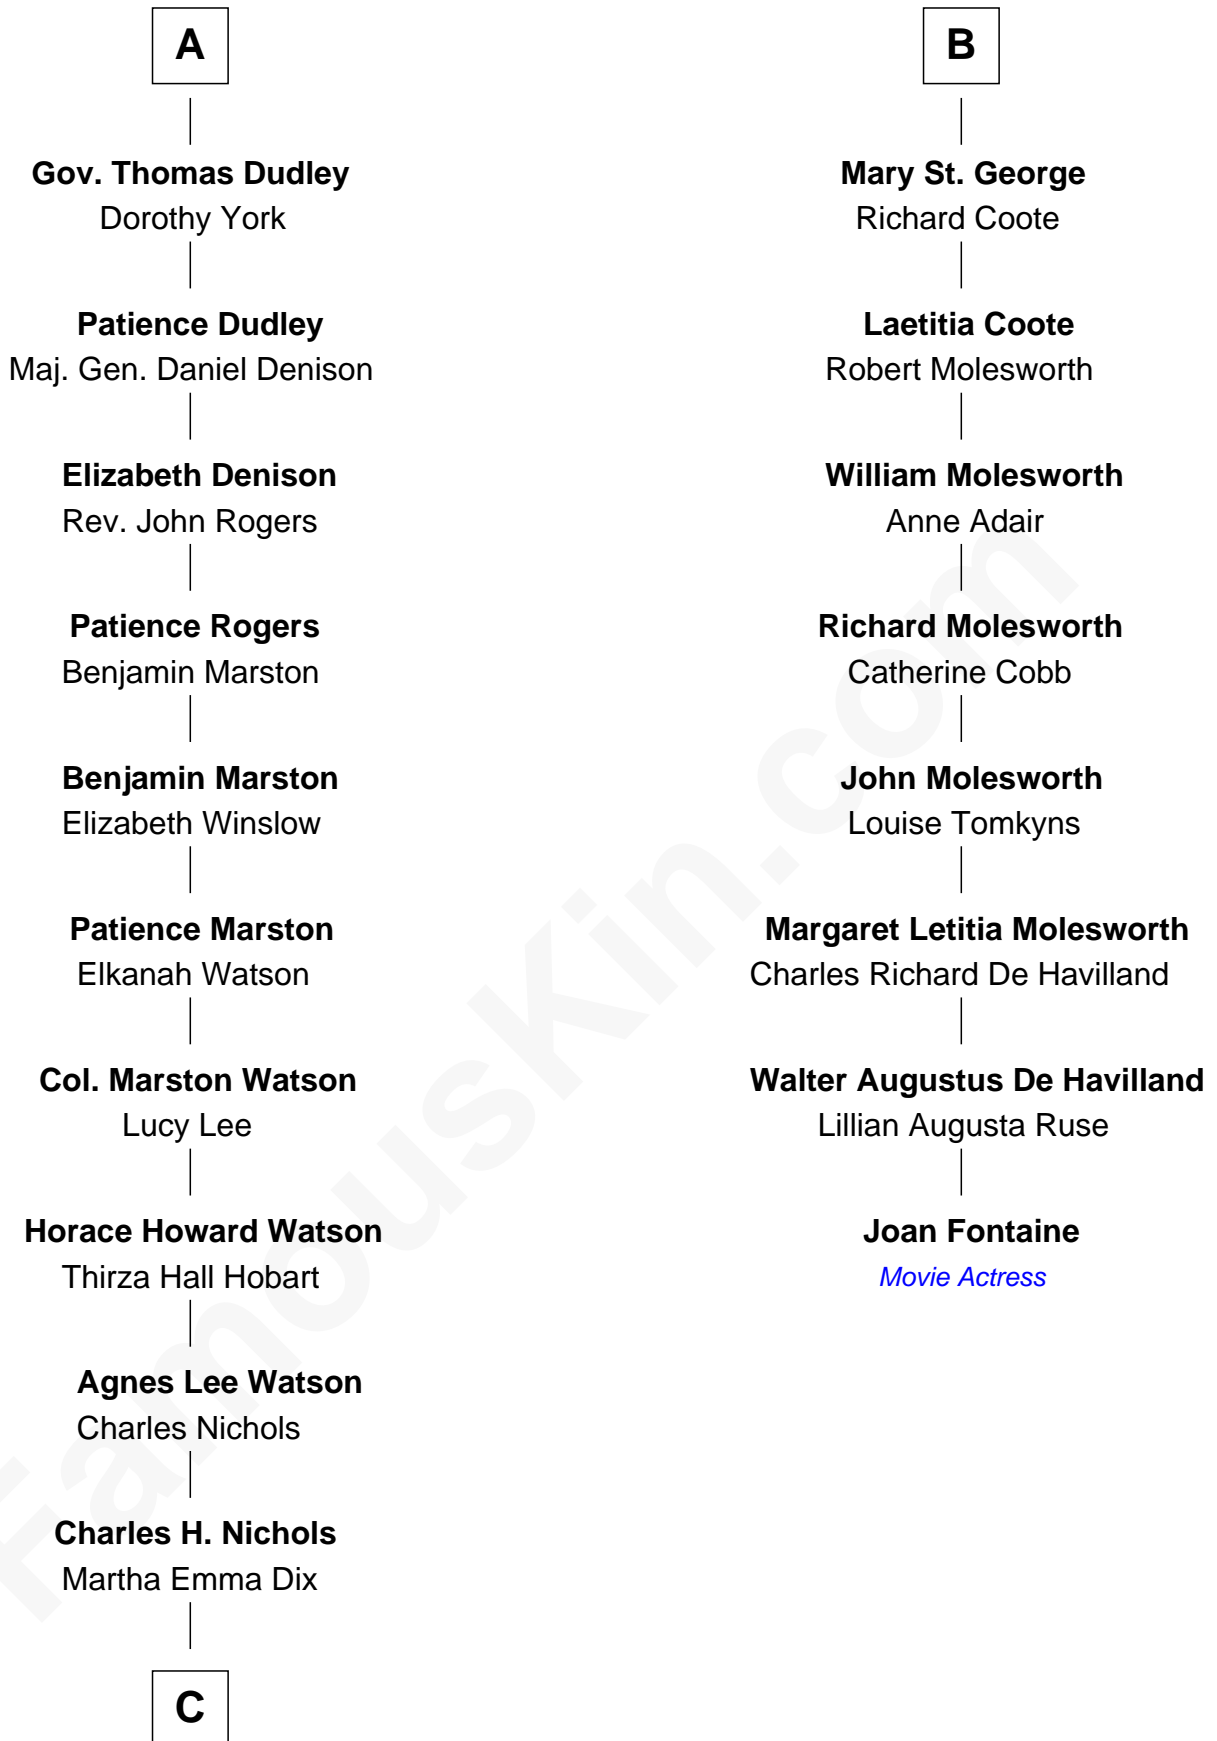 A
Gov. Thomas Dudley
Dorothy York
Patience Dudley
Maj. Gen. Daniel Denison
Elizabeth Denison
Rev. John Rogers
Patience Rogers
Benjamin Marston
Benjamin Marston
Elizabeth Winslow
Patience Marston
Elkanah Watson
Col. Marston Watson
Lucy Lee
Horace Howard Watson
Thirza Hall Hobart
Agnes Lee Watson
Charles Nichols
Charles H. Nichols
Martha Emma Dix
C
B
Mary St. George
Richard Coote
Laetitia Coote
Robert Molesworth
William Molesworth
Anne Adair
Richard Molesworth
Catherine Cobb
John Molesworth
Louise Tomkyns
Margaret Letitia Molesworth
Charles Richard De Havilland
Walter Augustus De Havilland
Lillian Augusta Ruse
Joan Fontaine
Movie Actress
FamousKin.com